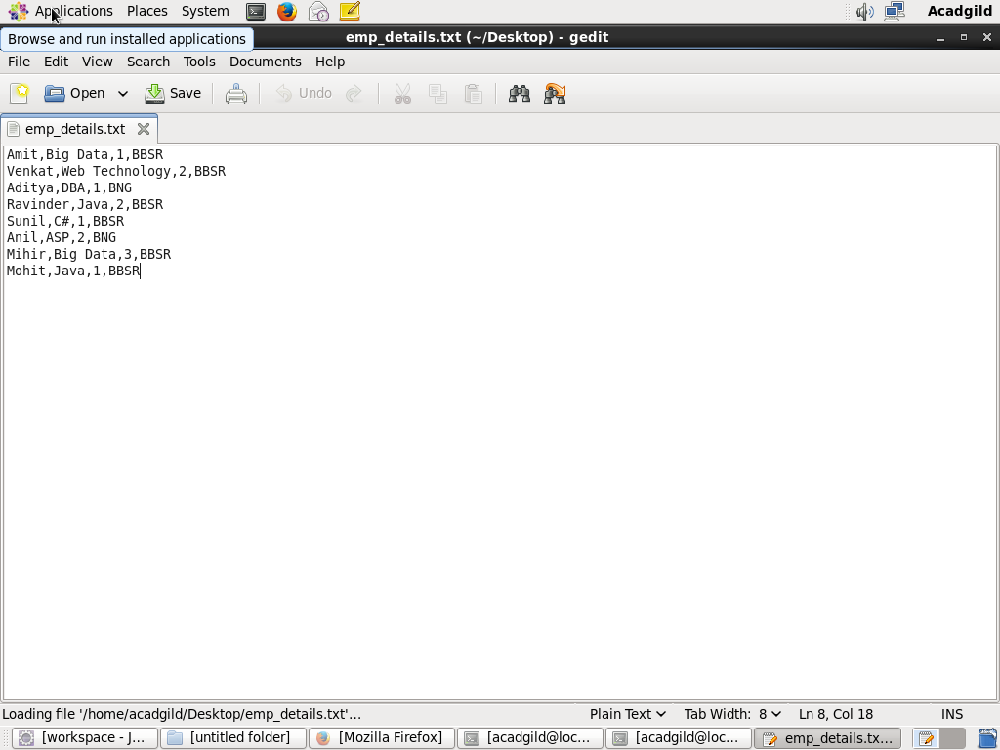 Applications Places System Acadgild
Browse and run installed applications
emp_details.txt (~/Desktop) - gedit
File Edit View Search Tools Documents Help
Open Save Undo
emp_details.txt
Amit,Big Data,1,BBSR
Venkat,Web Technology,2,BBSR
Aditya,DBA,1,BNG
Ravinder,Java,2,BBSR
Sunil,C#,1,BBSR
Anil,ASP,2,BNG
Mihir,Big Data,3,BBSR
Mohit,Java,1,BBSR
Loading file '/home/acadgild/Desktop/emp_details.txt'... Plain Text Tab Width: 8 Ln 8, Col 18 INS
[workspace - J... [untitled folder] [Mozilla Firefox] [acadgild@loc... [acadgild@loc... emp_details.tx...